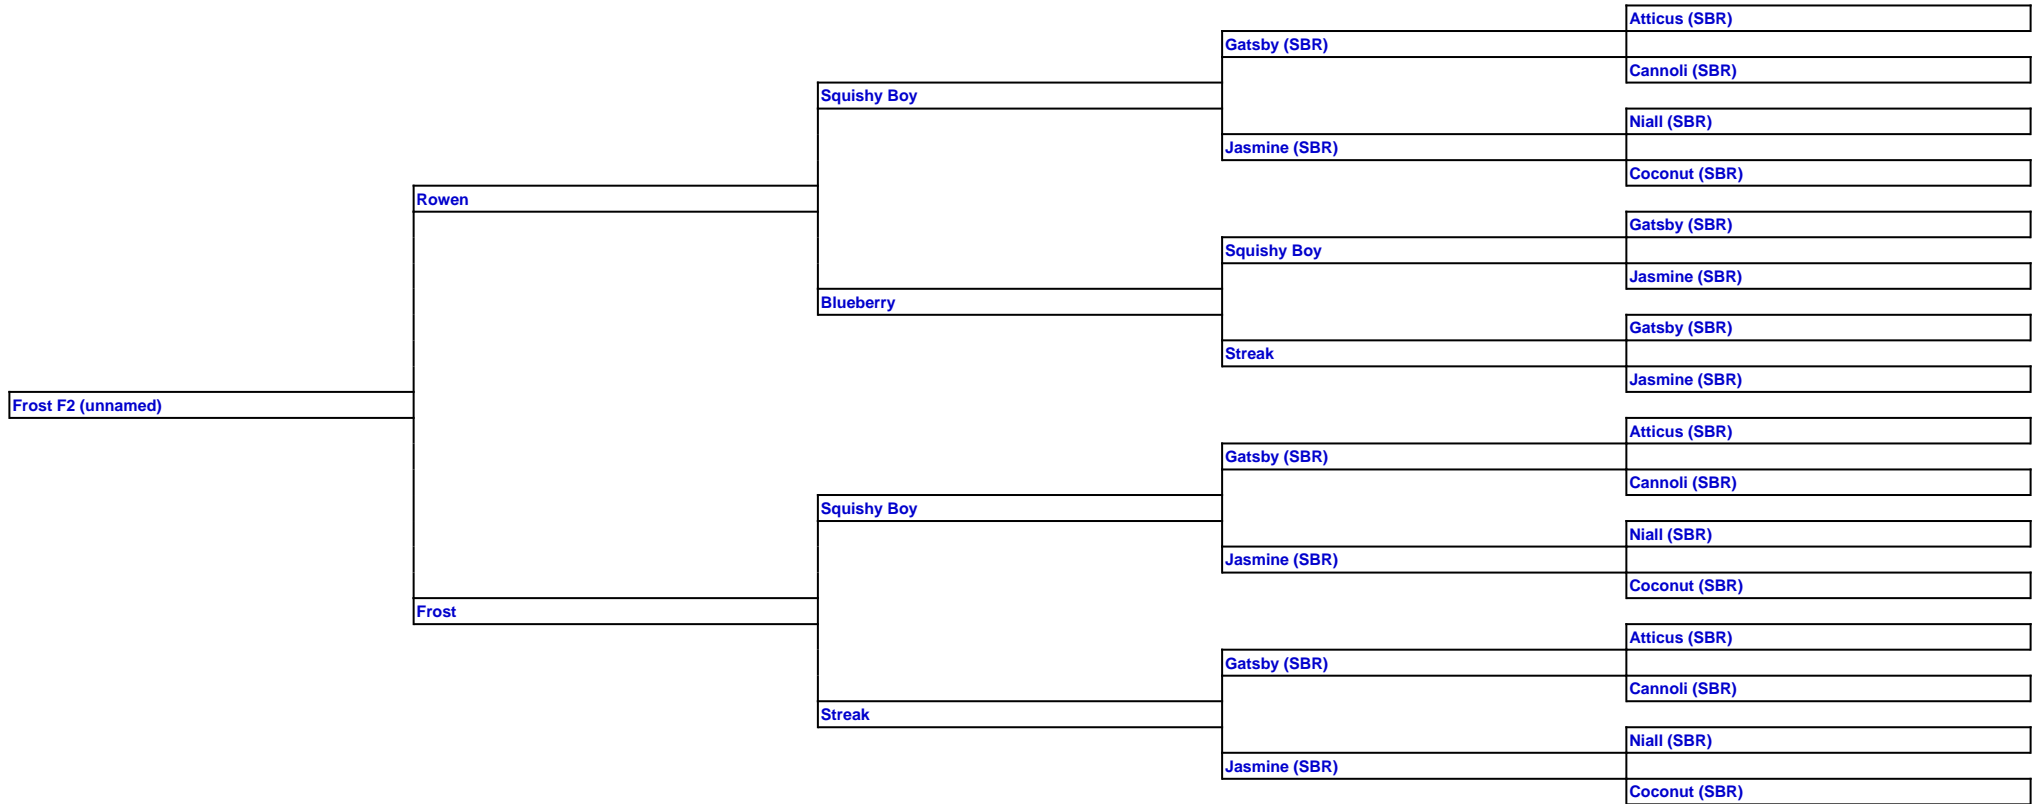 Atticus (SBR)
Gatsby (SBR)
Cannoli (SBR)
Squishy Boy
Niall (SBR)
Jasmine (SBR)
Coconut (SBR)
Rowen
Gatsby (SBR)
Squishy Boy
Jasmine (SBR)
Blueberry
Gatsby (SBR)
Streak
Jasmine (SBR)
Frost F2 (unnamed)
Atticus (SBR)
Gatsby (SBR)
Cannoli (SBR)
Squishy Boy
Niall (SBR)
Jasmine (SBR)
Coconut (SBR)
Frost
Atticus (SBR)
Gatsby (SBR)
Cannoli (SBR)
Streak
Niall (SBR)
Jasmine (SBR)
Coconut (SBR)